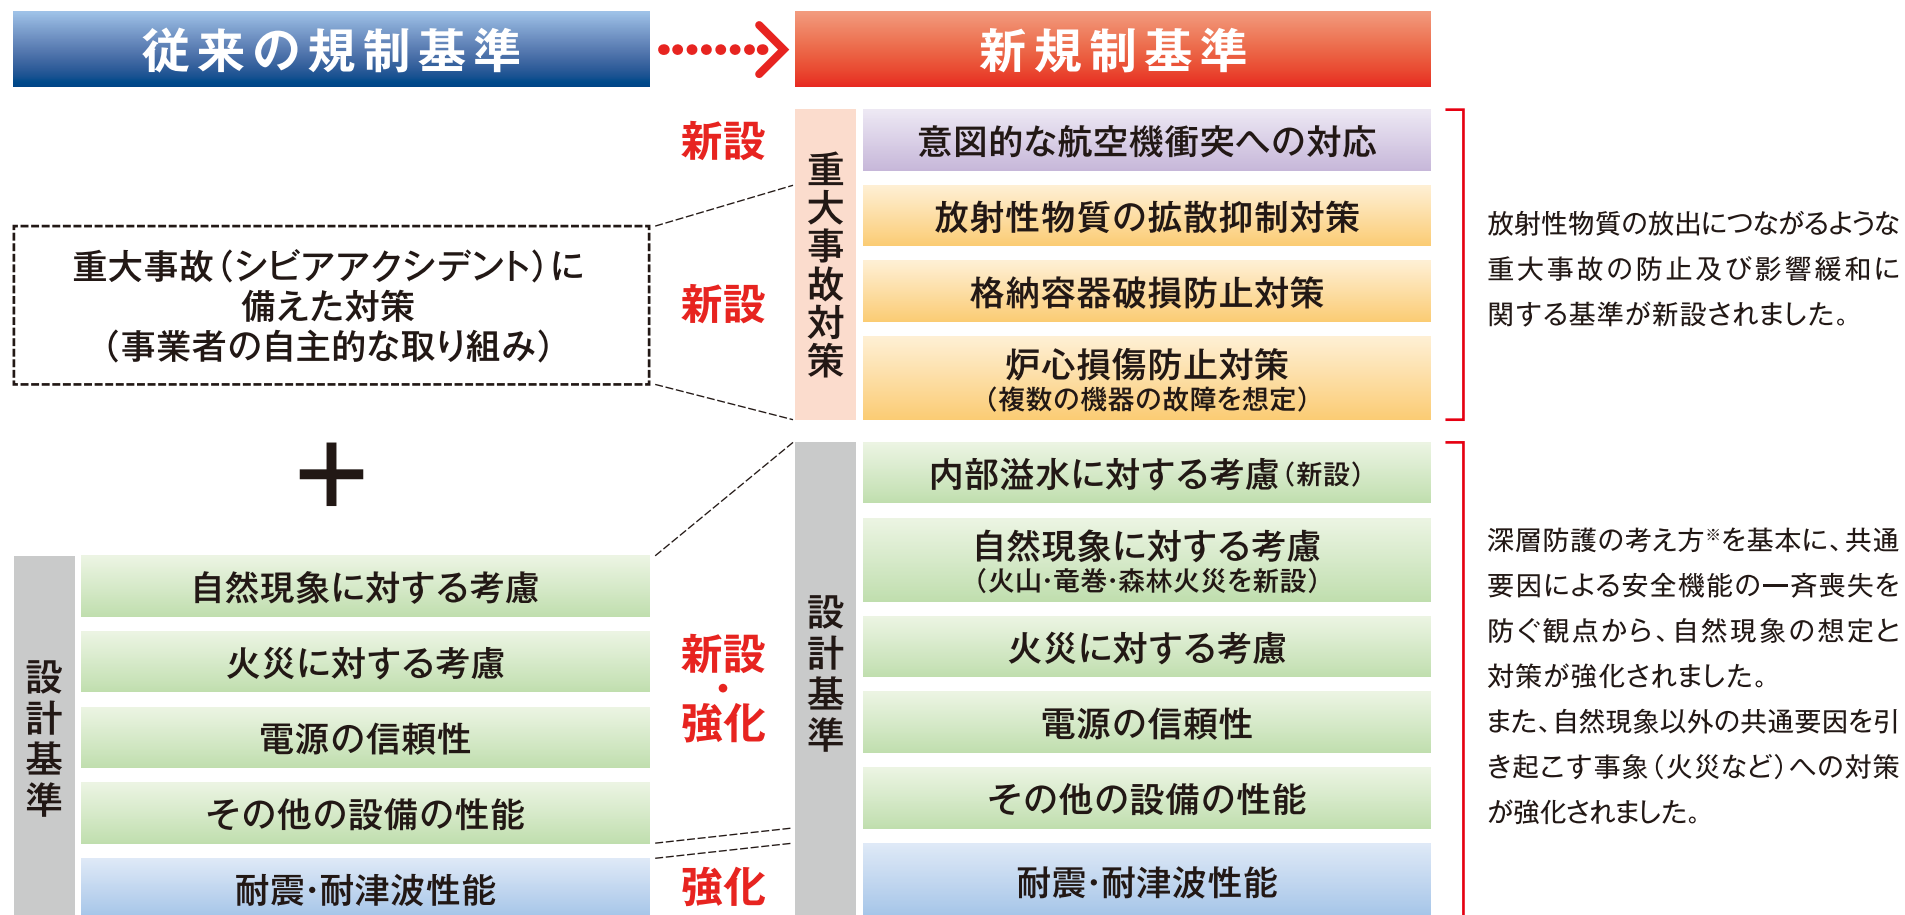 従来の規制基準
新規制基準
新設
重大事故（シビアアクシデント）に
備えた対策
（事業者の自主的な取り組み）
新設
＋
設計基準
自然現象に対する考慮
火災に対する考慮
電源の信頼性
その他の設備の性能
耐震・耐津波性能
新設
・
強化
強化
重大事故対策
意図的な航空機衝突への対応
放射性物質の拡散抑制対策
格納容器破損防止対策
炉心損傷防止対策
（複数の機器の故障を想定）
設計基準
内部溢水に対する考慮（新設）
自然現象に対する考慮
（火山・竜巻・森林火災を新設）
火災に対する考慮
電源の信頼性
その他の設備の性能
耐震・耐津波性能
放射性物質の放出につながるような
重大事故の防止及び影響緩和に
関する基準が新設されました。
深層防護の考え方※を基本に、共通
要因による安全機能の一斉喪失を
防ぐ観点から、自然現象の想定と
対策が強化されました。
また、自然現象以外の共通要因を引
き起こす事象（火災など）への対策
が強化されました。